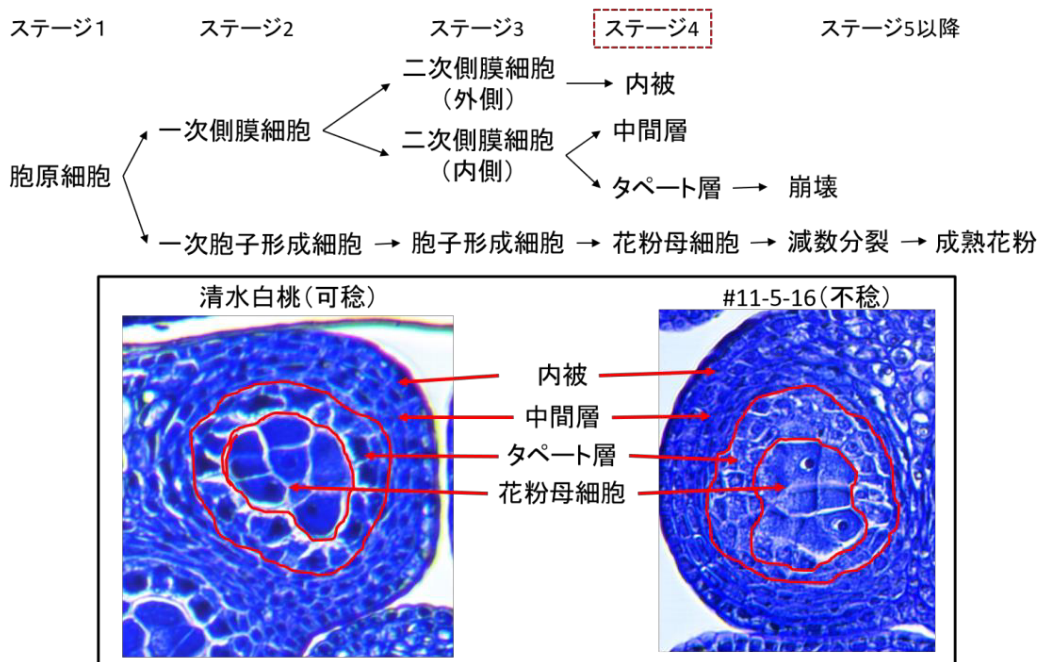 ステージ1
ステージ2
ステージ3
ステージ4
ステージ5以降
二次側膜細胞
（外側）
内被
一次側膜細胞
二次側膜細胞
（内側）
中間層
胞原細胞
タペート層
崩壊
一次胞子形成細胞
胞子形成細胞
花粉母細胞
減数分裂
成熟花粉
清水白桃（可稔）
#11-5-16（不稔）
内被
中間層
タペート層
花粉母細胞